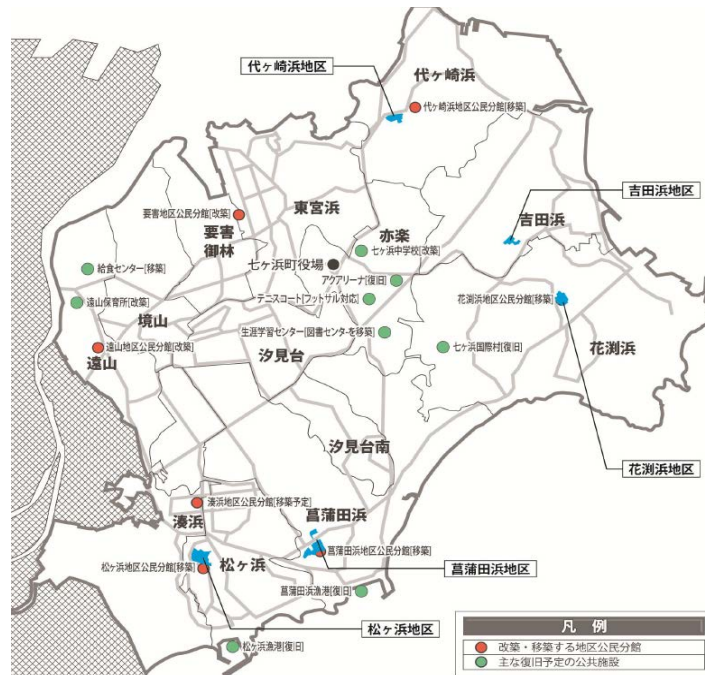 代ヶ崎浜地区
代ヶ崎浜
代ヶ崎浜地区公民分館[移築]
吉田浜地区
東宮浜
吉田浜
要害地区公民分館[改築]
要害
御林
亦楽
七ヶ浜中学校[改築]
七ヶ浜町役場
給食センター[移築]
アクアリーナ[復旧]
遠山保育所[改築]
テニスコート[フットサル対応]
花渕浜地区公民分館[移築]
境山
生涯学習センター[図書センターを移築]
遠山地区公民分館[改築]
遠山
汐見台
七ヶ浜国際村[復旧]
花渕浜
汐見台南
花渕浜地区
湊浜地区公民分館[移築予定]
湊浜
菖蒲田浜
菖蒲田浜地区公民分館[移築]
松ヶ浜地区公民分館[移築]
松ヶ浜
菖蒲田浜地区
菖蒲田浜漁港[復旧]
松ヶ浜地区
松ヶ浜漁港[復旧]
凡 例
改築・移築する地区公民分館
主な復旧予定の公共施設